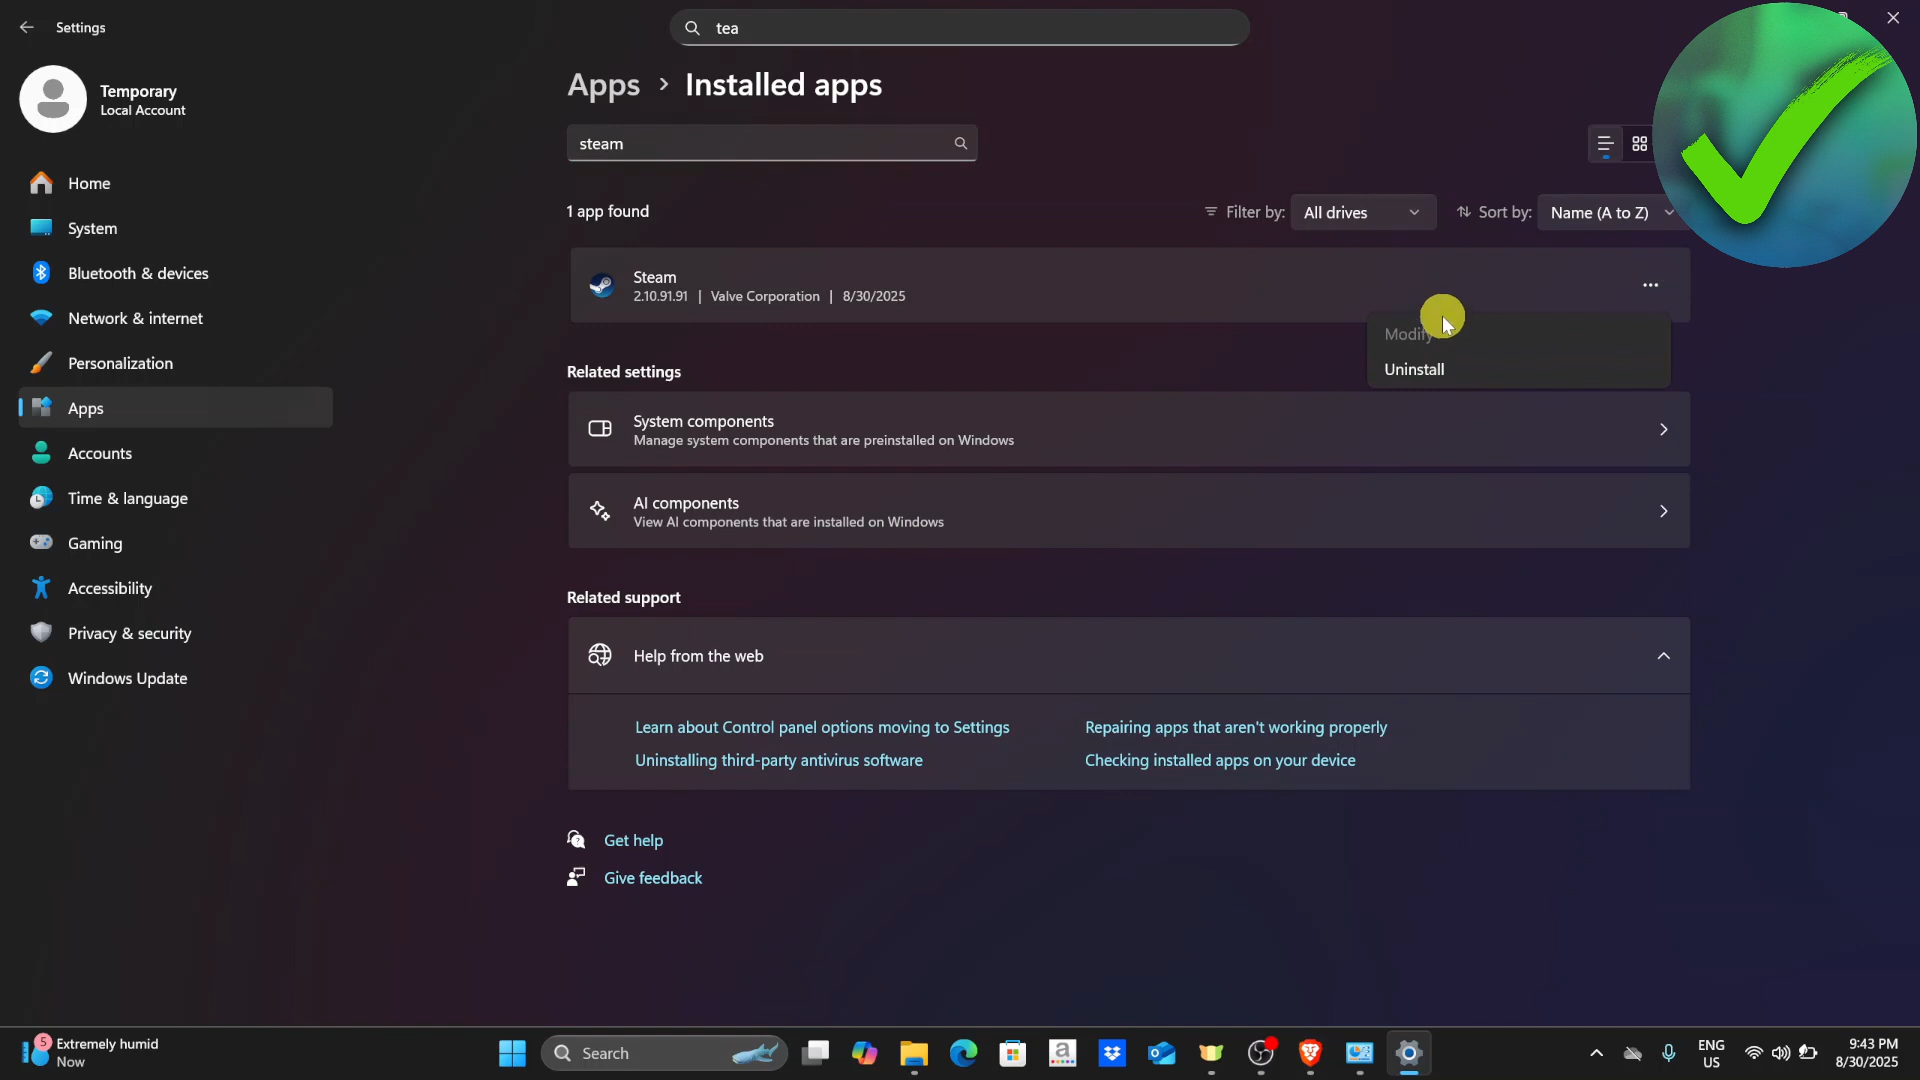 Settings
tea
Temporary
Local Account
Home
System
Bluetooth & devices
Network & internet
Personalization
Apps
Accounts
Time & language
Gaming
Accessibility
Privacy & security
Windows Update
Apps > Installed apps
steam
1 app found
Filter by: All drives
Sort by: Name (A to Z)
Steam
2.10.91.91 | Valve Corporation | 8/30/2025
Modify
Uninstall
Related settings
System components
Manage system components that are preinstalled on Windows
AI components
View AI components that are installed on Windows
Related support
Help from the web
Learn about Control panel options moving to Settings
Repairing apps that aren't working properly
Uninstalling third-party antivirus software
Checking installed apps on your device
Get help
Give feedback
5
Extremely humid
Now
Search
a
ENG
US
9:43 PM
8/30/2025